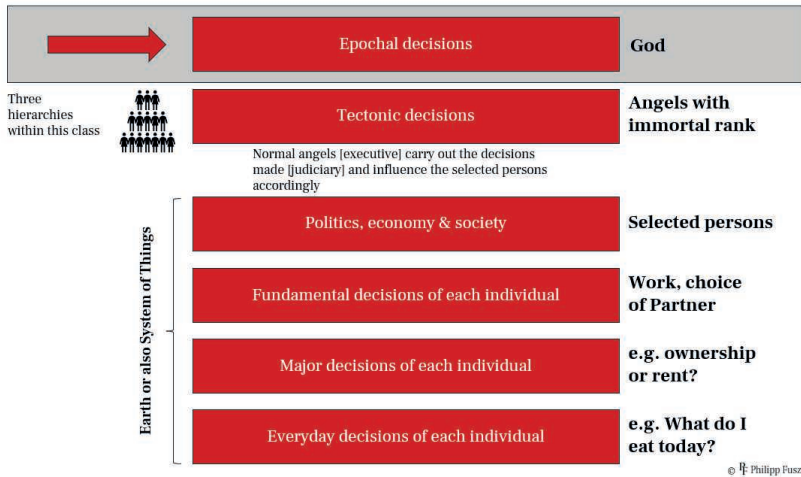 Epochal decisions
God
Three
hierarchies
within this class
Tectonic decisions
Angels with
immortal rank
Normal angels [executive] carry out the decisions
made [judiciary] and influence the selected persons
accordingly
Earth or also System of Things
Politics, economy & society
Selected persons
Fundamental decisions of each individual
Work, choice
of Partner
Major decisions of each individual
e.g. ownership
or rent?
Everyday decisions of each individual
e.g. What do I
eat today?
© PF Philipp Fusz